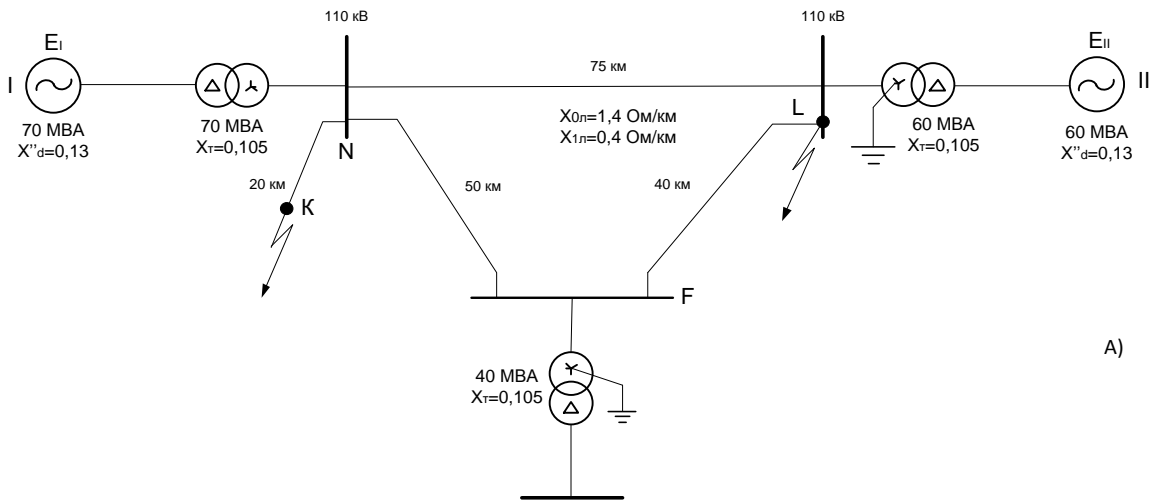 110 кВ
110 кВ
EI
EII
I
75 км
II
70 МВА
X''d=0,13
70 МВА
XT=0,105
X0л=1,4 Ом/км
X1л=0,4 Ом/км
L
60 МВА
XT=0,105
60 МВА
X''d=0,13
N
20 км
50 км
40 км
К
F
А)
40 МВА
XT=0,105